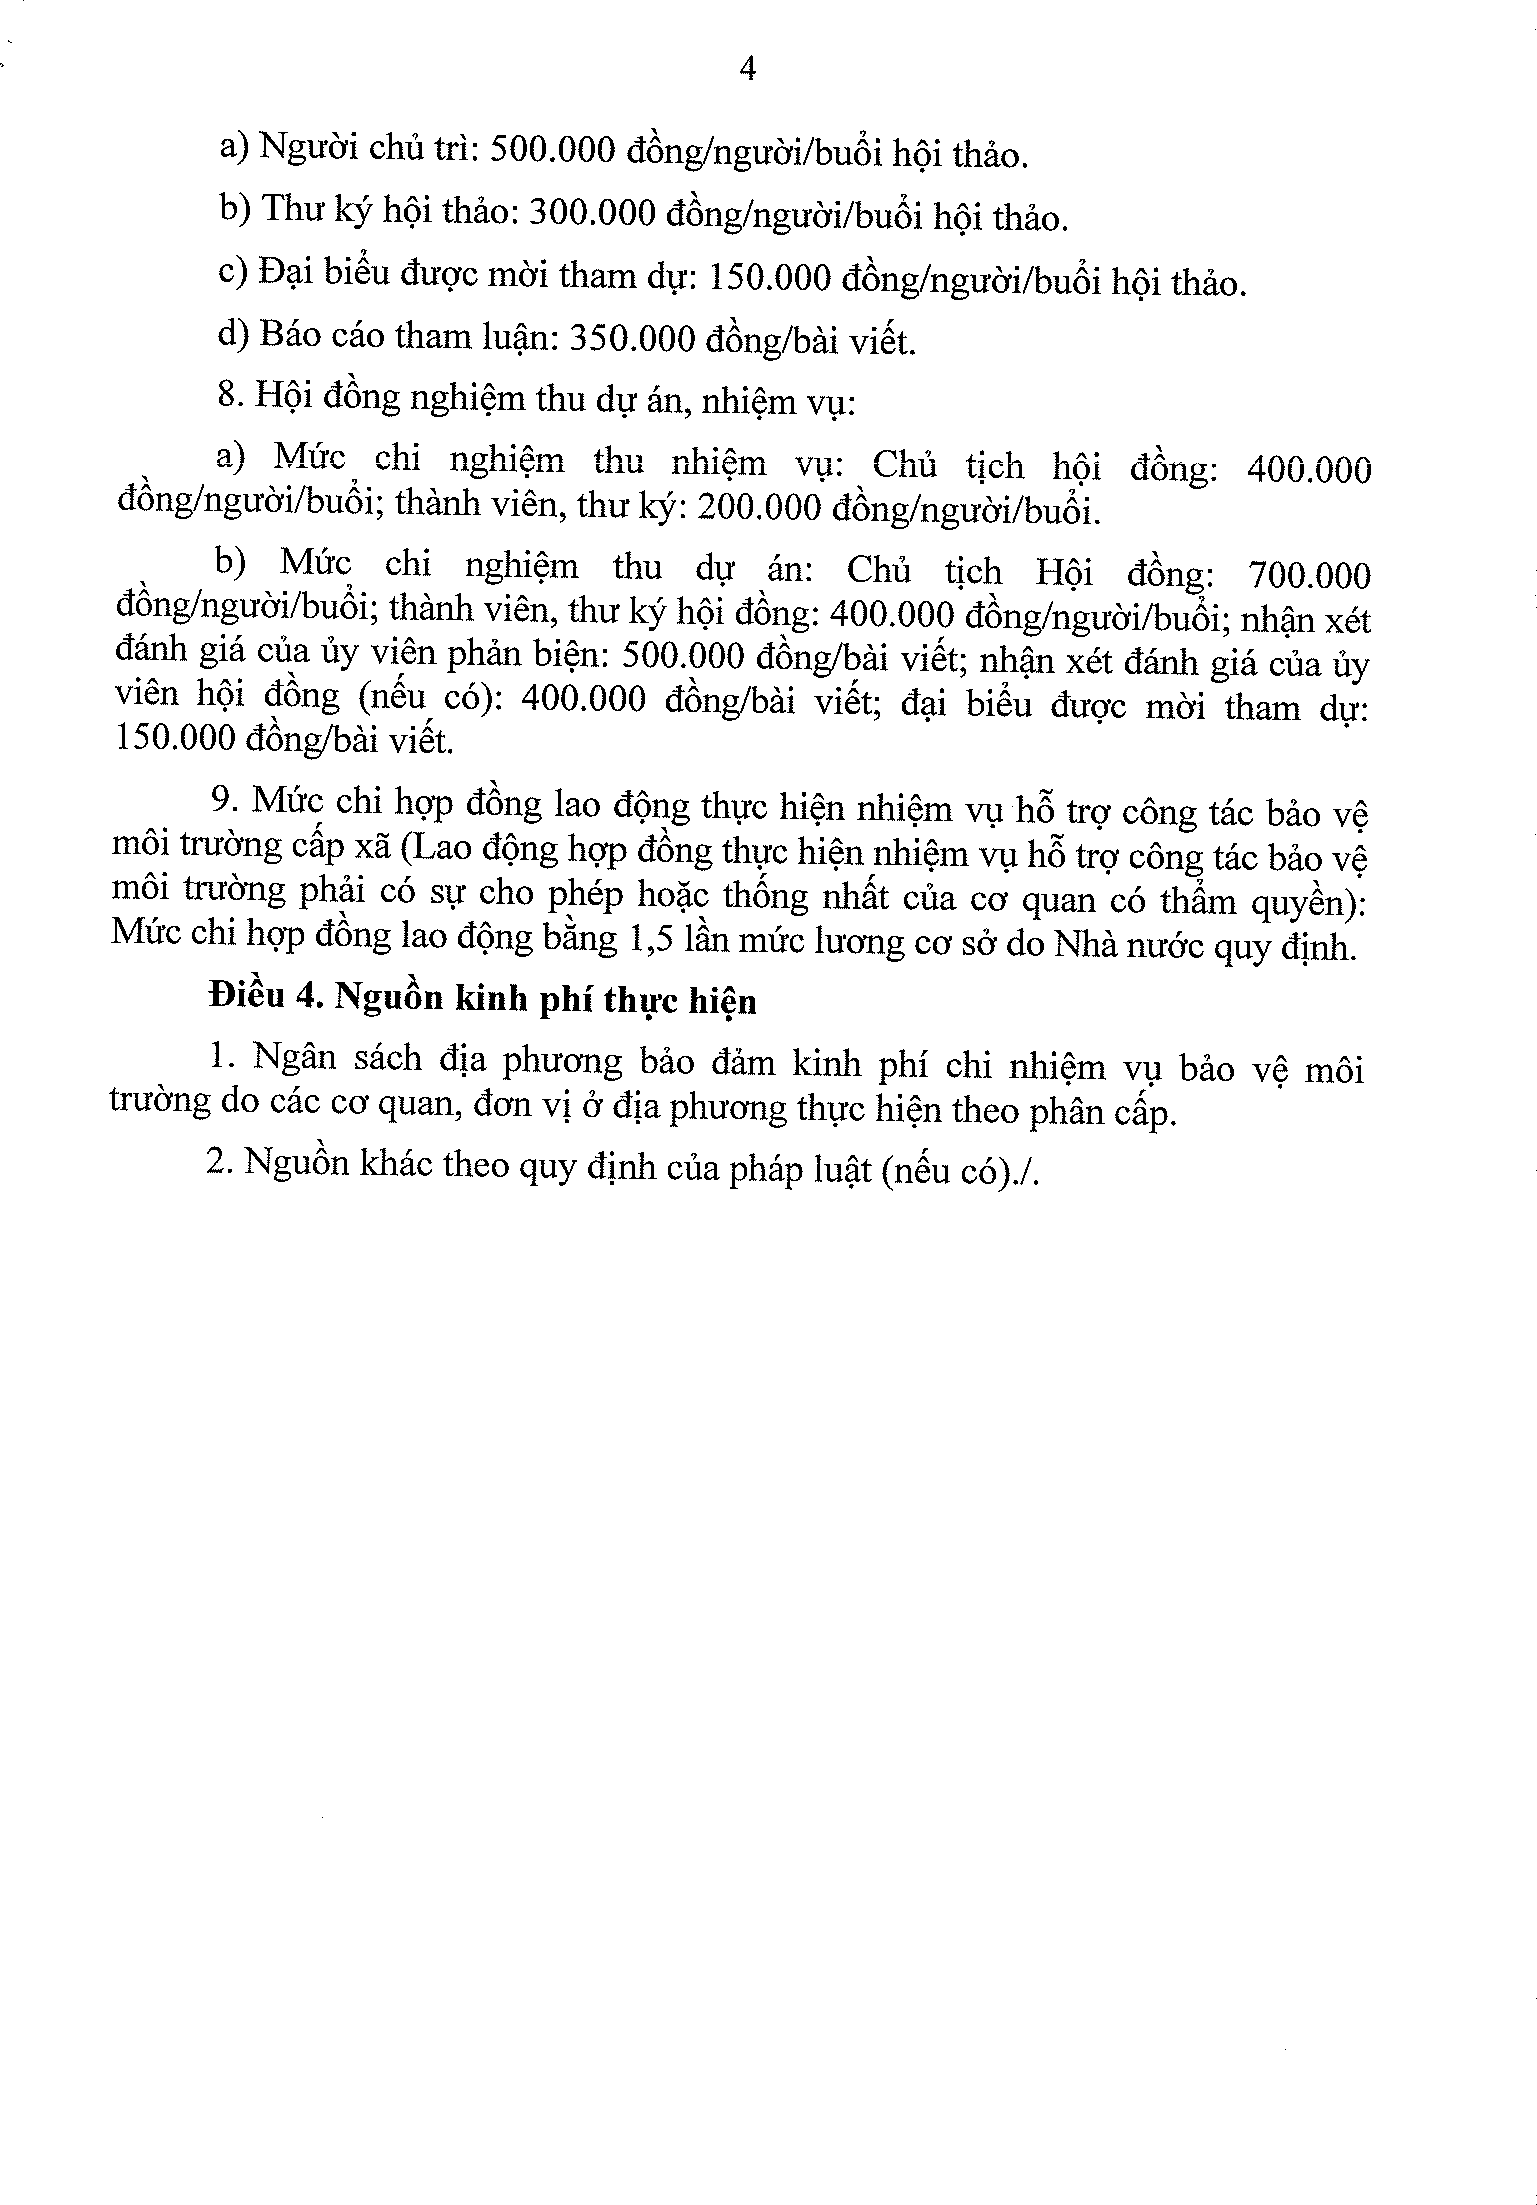 4
a) Người chủ trì: 500.000 đồng/người/buổi hội thảo.
b) Thư ký hội thảo: 300.000 đồng/người/buổi hội thảo.
c) Đại biểu được mời tham dự: 150.000 đồng/người/buổi hội thảo.
d) Báo cáo tham luận: 350.000 đồng/bài viết.
8. Hội đồng nghiệm thu dự án, nhiệm vụ:
a) Mức chi nghiệm thu nhiệm vụ: Chủ tịch hội đồng: 400.000
đồng/người/buổi; thành viên, thư ký: 200.000 đồng/người/buổi.
b) Mức chi nghiệm thu dự án: Chủ tịch Hội đồng: 700.000
đồng/người/buổi; thành viên, thư ký hội đồng: 400.000 đồng/người/buổi; nhận xét
đánh giá của ủy viên phản biện: 500.000 đồng/bài viết; nhận xét đánh giá của ủy
viên hội đồng (nếu có): 400.000 đồng/bài viết; đại biểu được mời tham dự:
150.000 đồng/bài viết.
9. Mức chi hợp đồng lao động thực hiện nhiệm vụ hỗ trợ công tác bảo vệ
môi trường cấp xã (Lao động hợp đồng thực hiện nhiệm vụ hỗ trợ công tác bảo vệ
môi trường phải có sự cho phép hoặc thống nhất của cơ quan có thẩm quyền):
Mức chi hợp đồng lao động bằng 1,5 lần mức lương cơ sở do Nhà nước quy định.
Điều 4. Nguồn kinh phí thực hiện
1. Ngân sách địa phương bảo đảm kinh phí chi nhiệm vụ bảo vệ môi
trường do các cơ quan, đơn vị ở địa phương thực hiện theo phân cấp.
2. Nguồn khác theo quy định của pháp luật (nếu có)./.